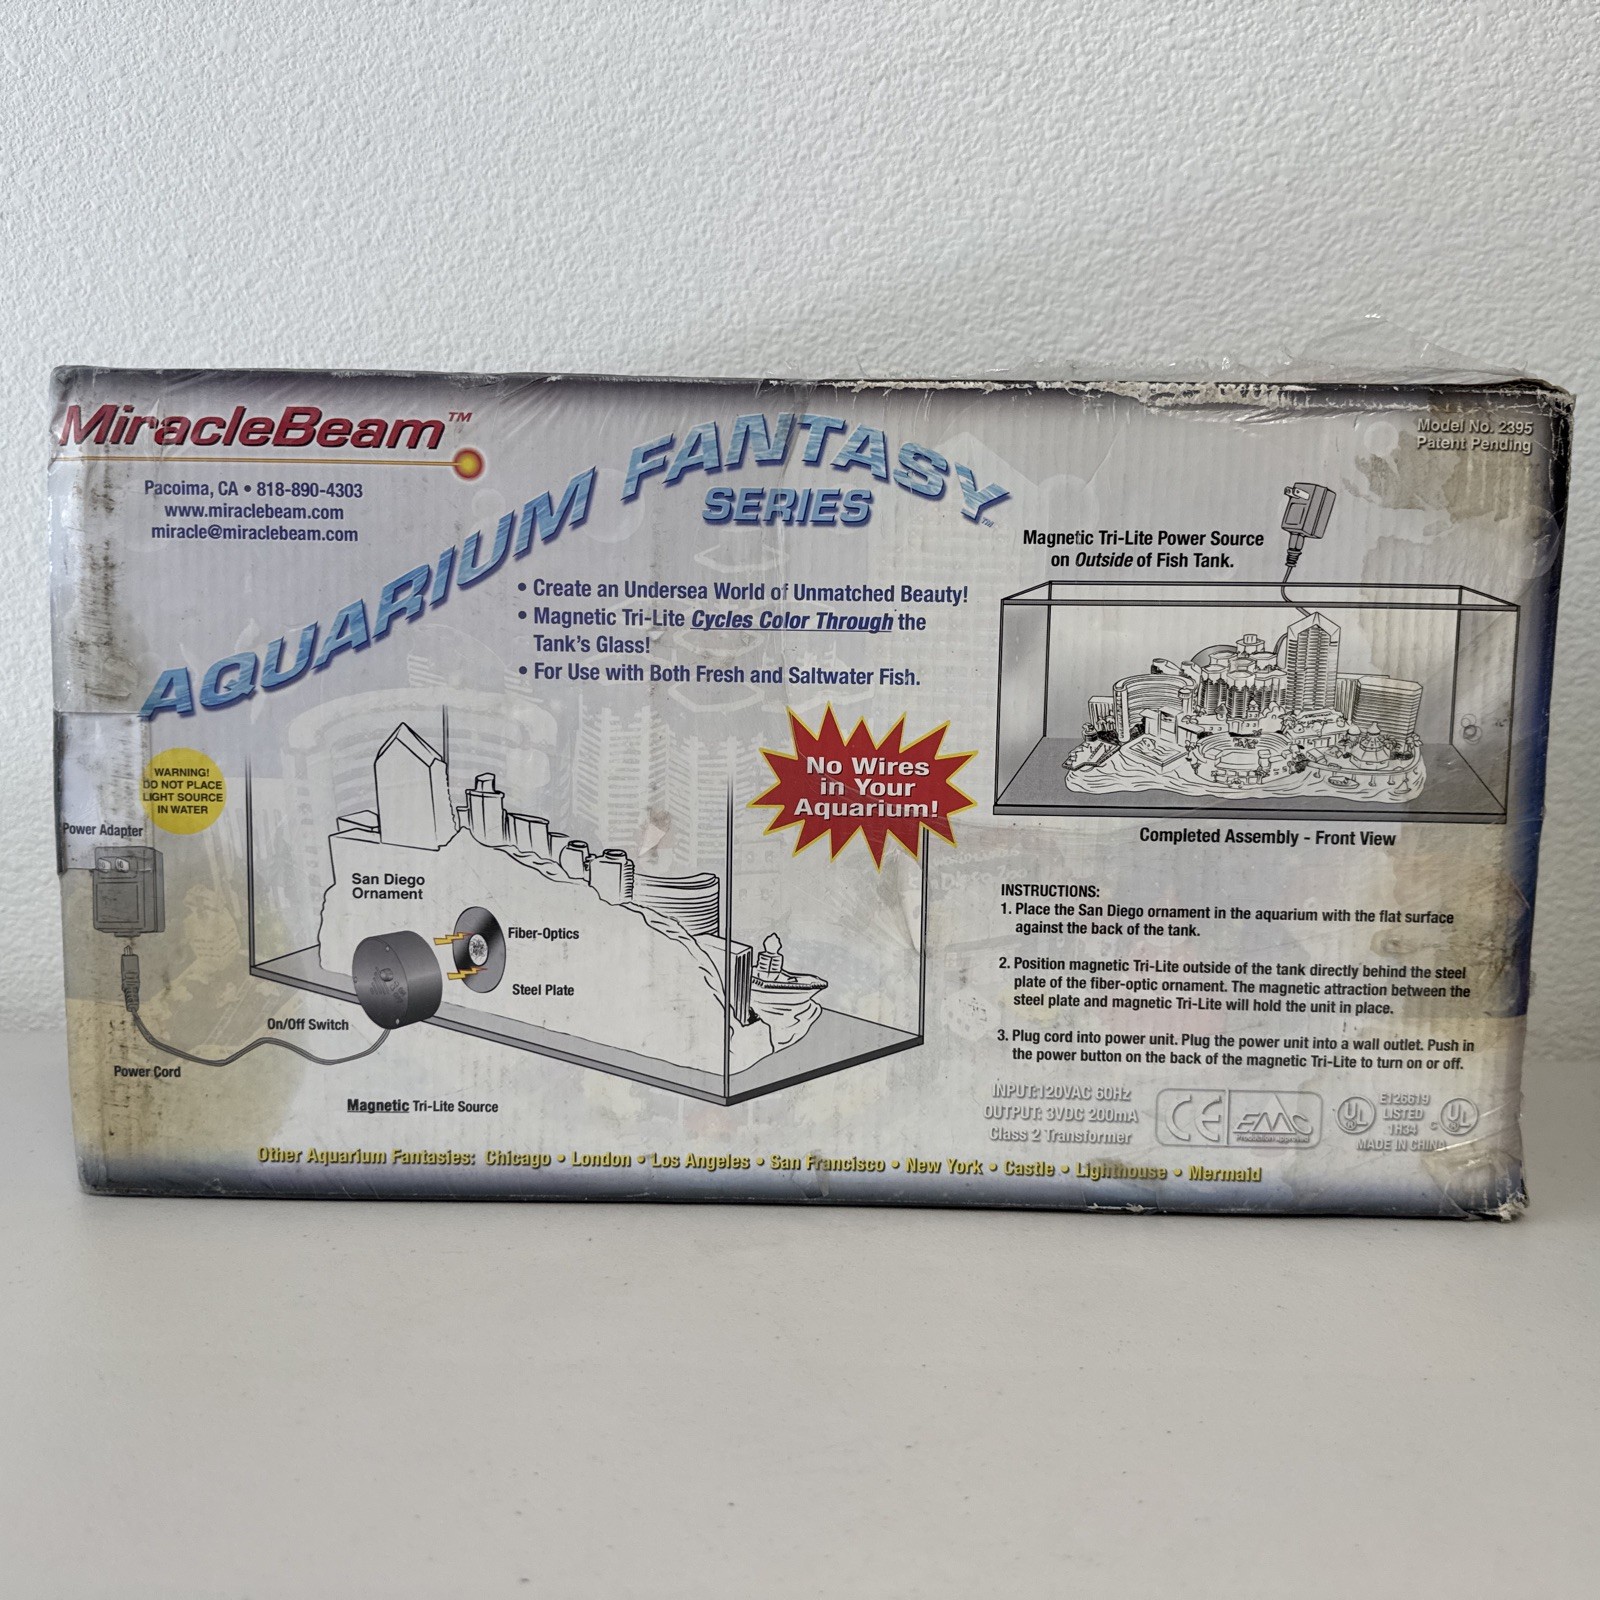 MiracleBeam™
Pacoima, CA • 818-890-4303
www.miraclebeam.com
miracle@miraclebeam.com
AQUARIUM FANTASY™
SERIES
Model No. 2395
Patent Pending
• Create an Undersea World of Unmatched Beauty!
• Magnetic Tri-Lite Cycles Color Through the
Tank's Glass!
• For Use with Both Fresh and Saltwater Fish.
Magnetic Tri-Lite Power Source
on Outside of Fish Tank.
Completed Assembly - Front View
No Wires
in Your
Aquarium!
WARNING!
DO NOT PLACE
LIGHT SOURCE
IN WATER
Power Adapter
San Diego
Ornament
Fiber-Optics
Steel Plate
On/Off Switch
Power Cord
Magnetic Tri-Lite Source
INSTRUCTIONS:
1. Place the San Diego ornament in the aquarium with the flat surface
against the back of the tank.
2. Position magnetic Tri-Lite outside of the tank directly behind the steel
plate of the fiber-optic ornament. The magnetic attraction between the
steel plate and magnetic Tri-Lite will hold the unit in place.
3. Plug cord into power unit. Plug the power unit into a wall outlet. Push in
the power button on the back of the magnetic Tri-Lite to turn on or off.
INPUT:120VAC 60Hz
OUTPUT: 3VDC 200mA
Class 2 Transformer
CE
EMC
Production approved
UL
E126619
LISTED
1H34
C UL
MADE IN CHINA
Other Aquarium Fantasies: Chicago • London • Los Angeles • San Francisco • New York • Castle • Lighthouse • Mermaid